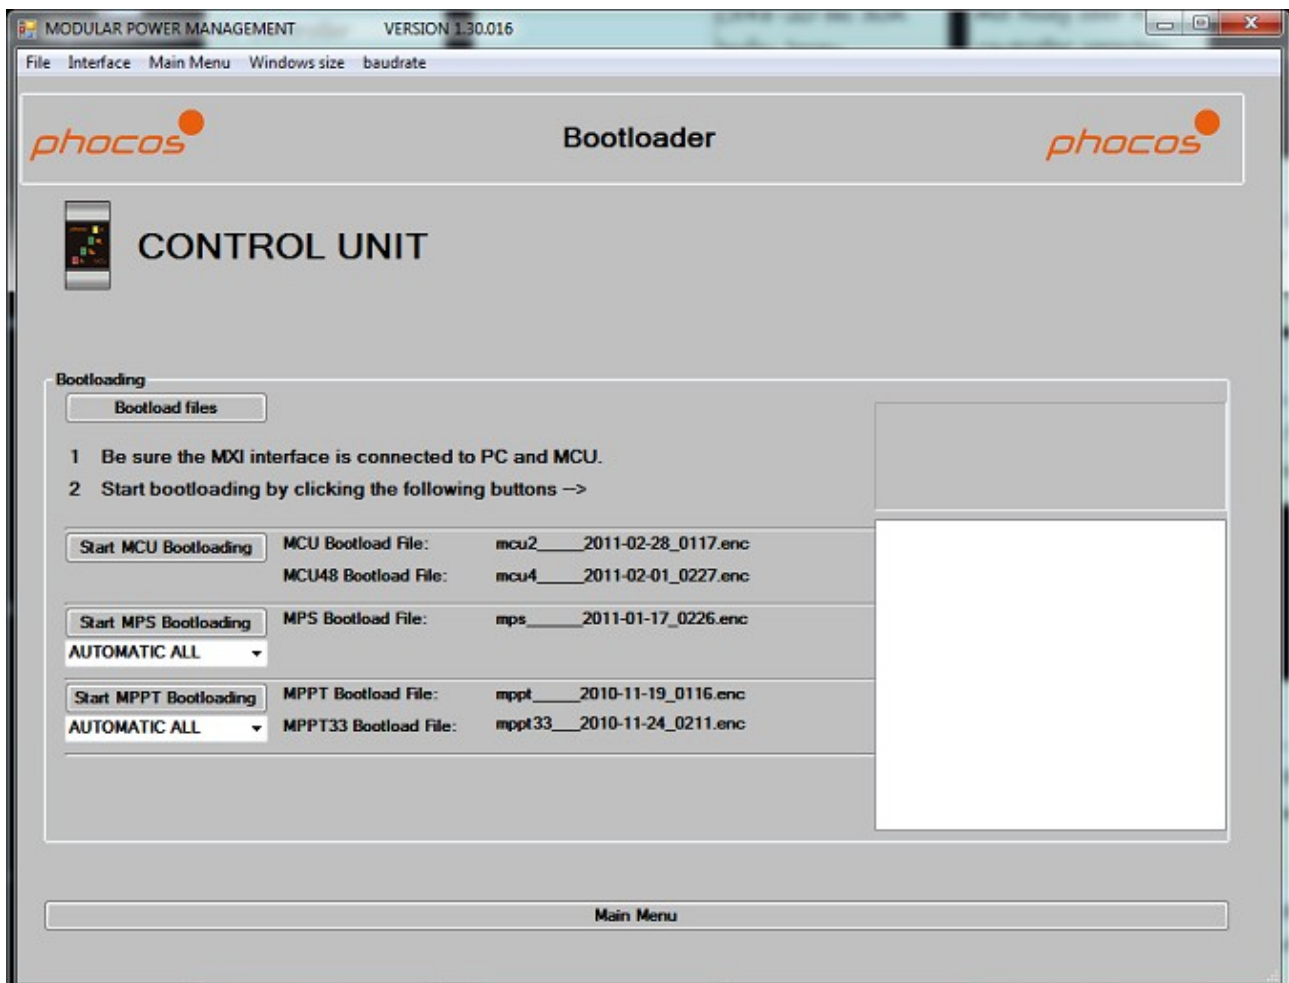 MODULAR POWER MANAGEMENT VERSION 1.30.016
File Interface Main Menu Windows size baudrate
phocos Bootloader phocos
CONTROL UNIT
Bootloading
Bootload files
1 Be sure the MXI interface is connected to PC and MCU.
2 Start bootloading by clicking the following buttons -->
Start MCU Bootloading MCU Bootload File: mcu2_____2011-02-28_0117.enc
MCU48 Bootload File: mcu4_____2011-02-01_0227.enc
Start MPS Bootloading MPS Bootload File: mps______2011-01-17_0226.enc
AUTOMATIC ALL
Start MPPT Bootloading MPPT Bootload File: mppt_____2010-11-19_0116.enc
AUTOMATIC ALL MPPT33 Bootload File: mppt33___2010-11-24_0211.enc
Main Menu